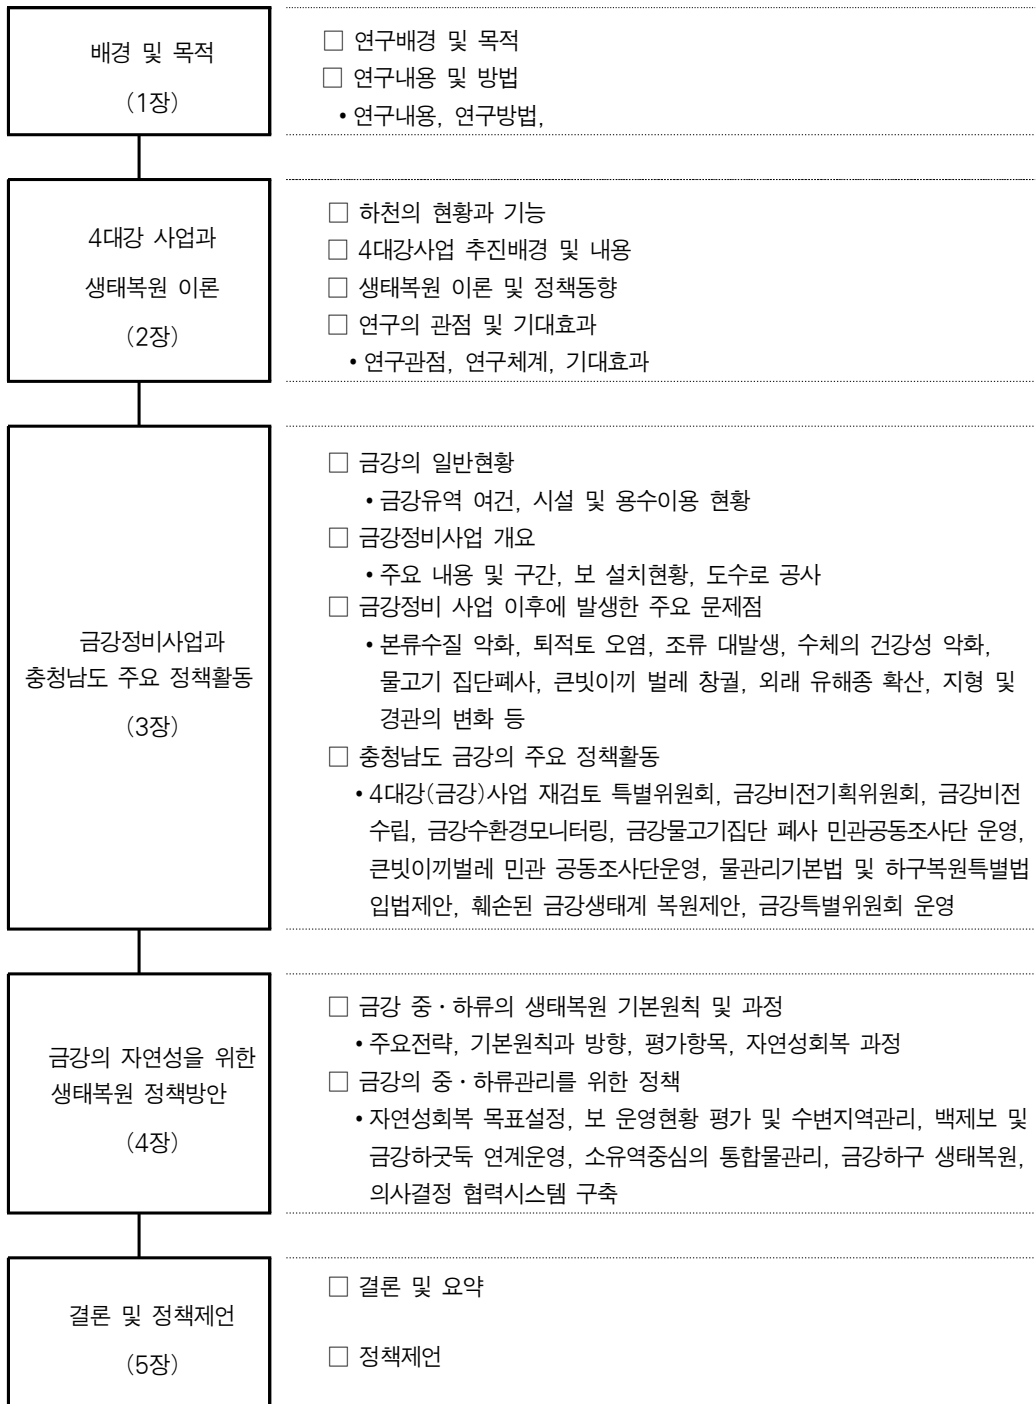 배경 및 목적
(1장)
□ 연구배경 및 목적
□ 연구내용 및 방법
• 연구내용, 연구방법,
4대강 사업과
생태복원 이론
(2장)
□ 하천의 현황과 기능
□ 4대강사업 추진배경 및 내용
□ 생태복원 이론 및 정책동향
□ 연구의 관점 및 기대효과
• 연구관점, 연구체계, 기대효과
금강정비사업과
충청남도 주요 정책활동
(3장)
□ 금강의 일반현황
• 금강유역 여건, 시설 및 용수이용 현황
□ 금강정비사업 개요
• 주요 내용 및 구간, 보 설치현황, 도수로 공사
□ 금강정비 사업 이후에 발생한 주요 문제점
• 본류수질 악화, 퇴적토 오염, 조류 대발생, 수체의 건강성 악화,
물고기 집단폐사, 큰빗이끼 벌레 창궐, 외래 유해종 확산, 지형 및
경관의 변화 등
□ 충청남도 금강의 주요 정책활동
• 4대강(금강)사업 재검토 특별위원회, 금강비전기획위원회, 금강비전
수립, 금강수환경모니터링, 금강물고기집단 폐사 민관공동조사단 운영,
큰빗이끼벌레 민관 공동조사단운영, 물관리기본법 및 하구복원특별법
입법제안, 훼손된 금강생태계 복원제안, 금강특별위원회 운영
금강의 자연성을 위한
생태복원 정책방안
(4장)
□ 금강 중·하류의 생태복원 기본원칙 및 과정
• 주요전략, 기본원칙과 방향, 평가항목, 자연성회복 과정
□ 금강의 중·하류관리를 위한 정책
• 자연성회복 목표설정, 보 운영현황 평가 및 수변지역관리, 백제보 및
금강하굿둑 연계운영, 소유역중심의 통합물관리, 금강하구 생태복원,
의사결정 협력시스템 구축
결론 및 정책제언
(5장)
□ 결론 및 요약
□ 정책제언